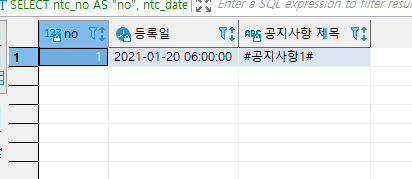 SELECT ntc_no AS "no", ntc_date
Enter a SQL expression to filter resul
123 no
등록일
ABC 공지사항 제목
1
1
2021-01-20 06:00:00
#공지사항1#